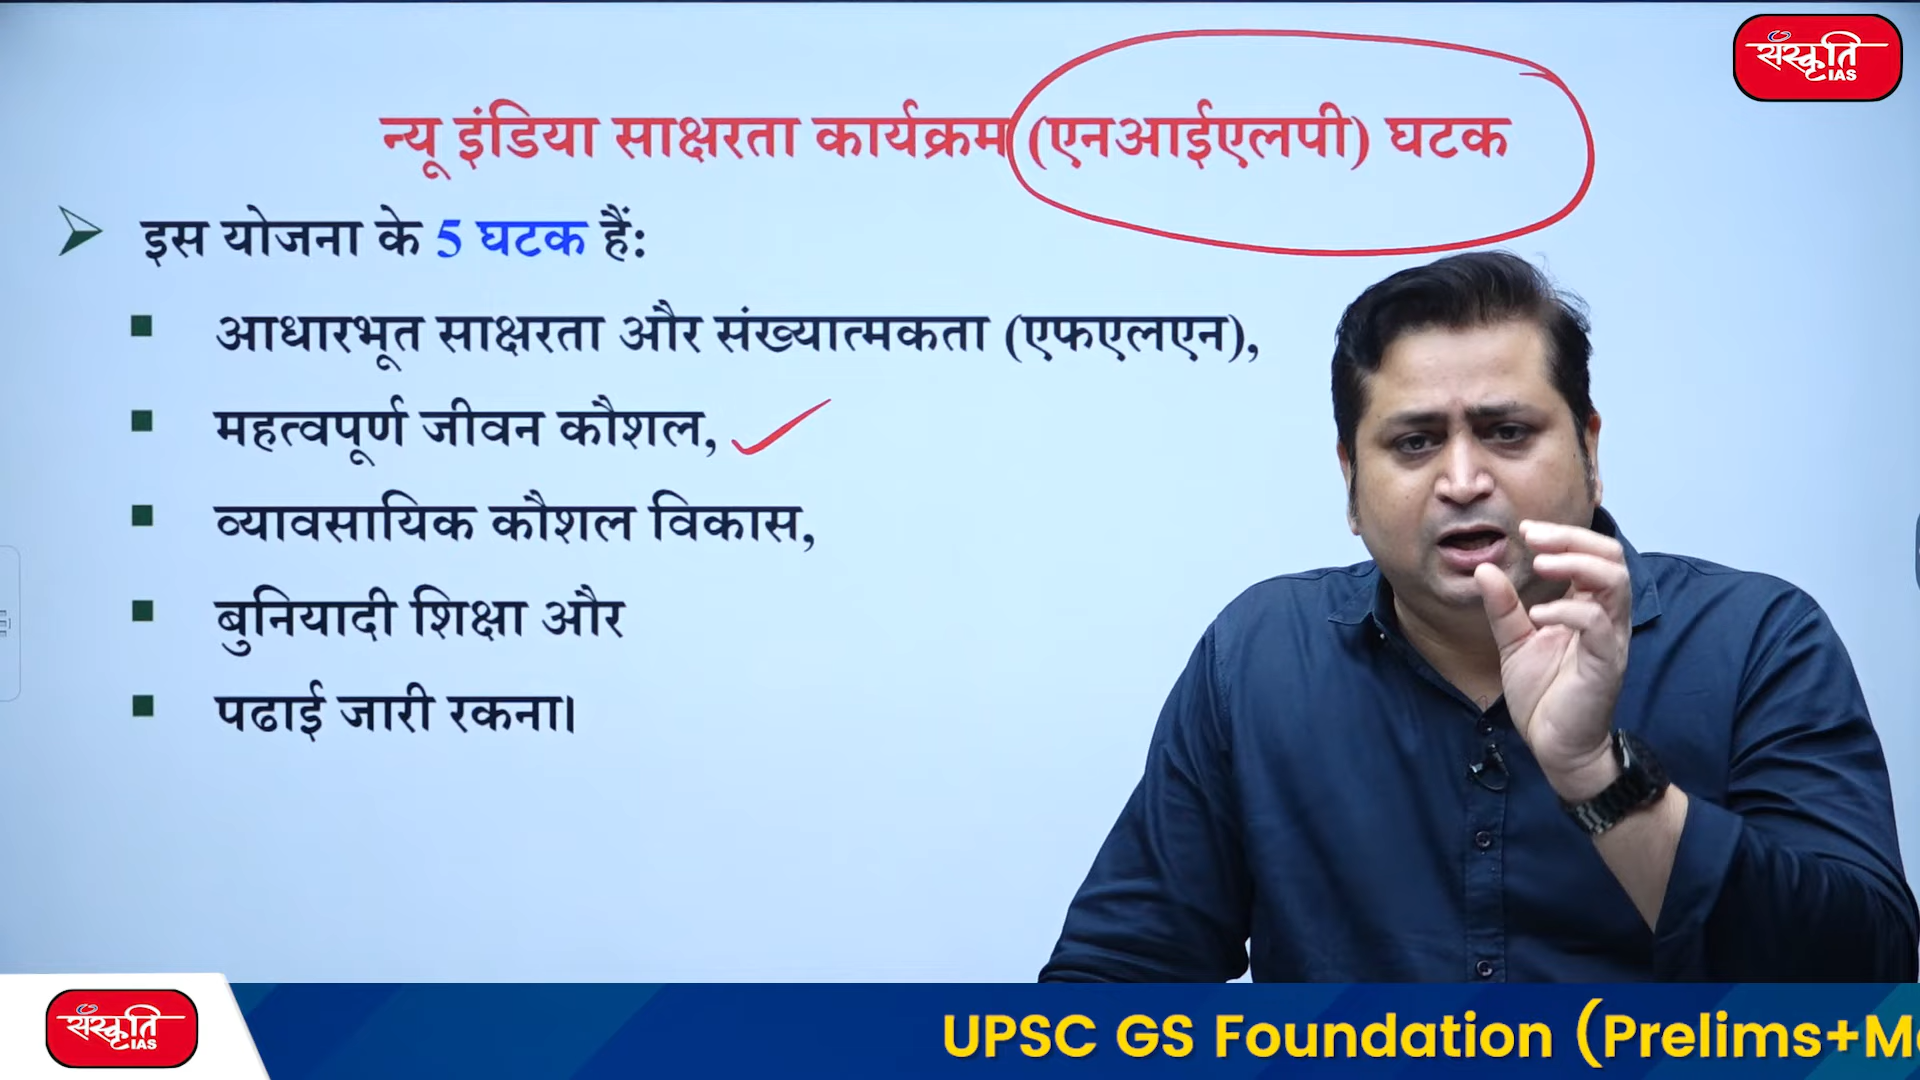 संस्कृति
IAS
न्यू इंडिया साक्षरता कार्यक्रम (एनआईएलपी) घटक
इस योजना के 5 घटक हैं:
आधारभूत साक्षरता और संख्यात्मकता (एफएलएन),
महत्वपूर्ण जीवन कौशल,
व्यावसायिक कौशल विकास,
बुनियादी शिक्षा और
पढाई जारी रकना।
संस्कृति
IAS
UPSC GS Foundation (Prelims+M